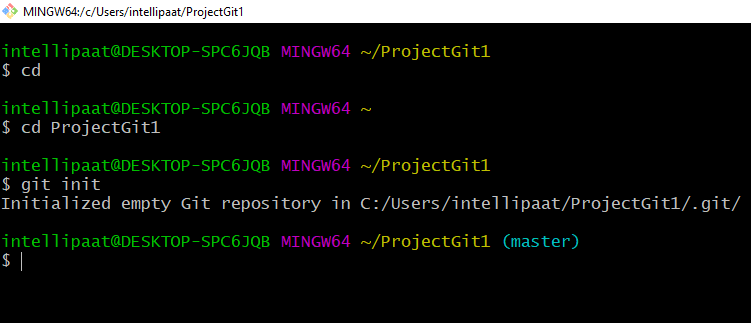 MINGW64:/c/Users/intellipaat/ProjectGit1
intellipaat@DESKTOP-SPC6JQB MINGW64 ~/ProjectGit1
$ cd
intellipaat@DESKTOP-SPC6JQB MINGW64 ~
$ cd ProjectGit1
intellipaat@DESKTOP-SPC6JQB MINGW64 ~/ProjectGit1
$ git init
Initialized empty Git repository in C:/Users/intellipaat/ProjectGit1/.git/
intellipaat@DESKTOP-SPC6JQB MINGW64 ~/ProjectGit1 (master)
$